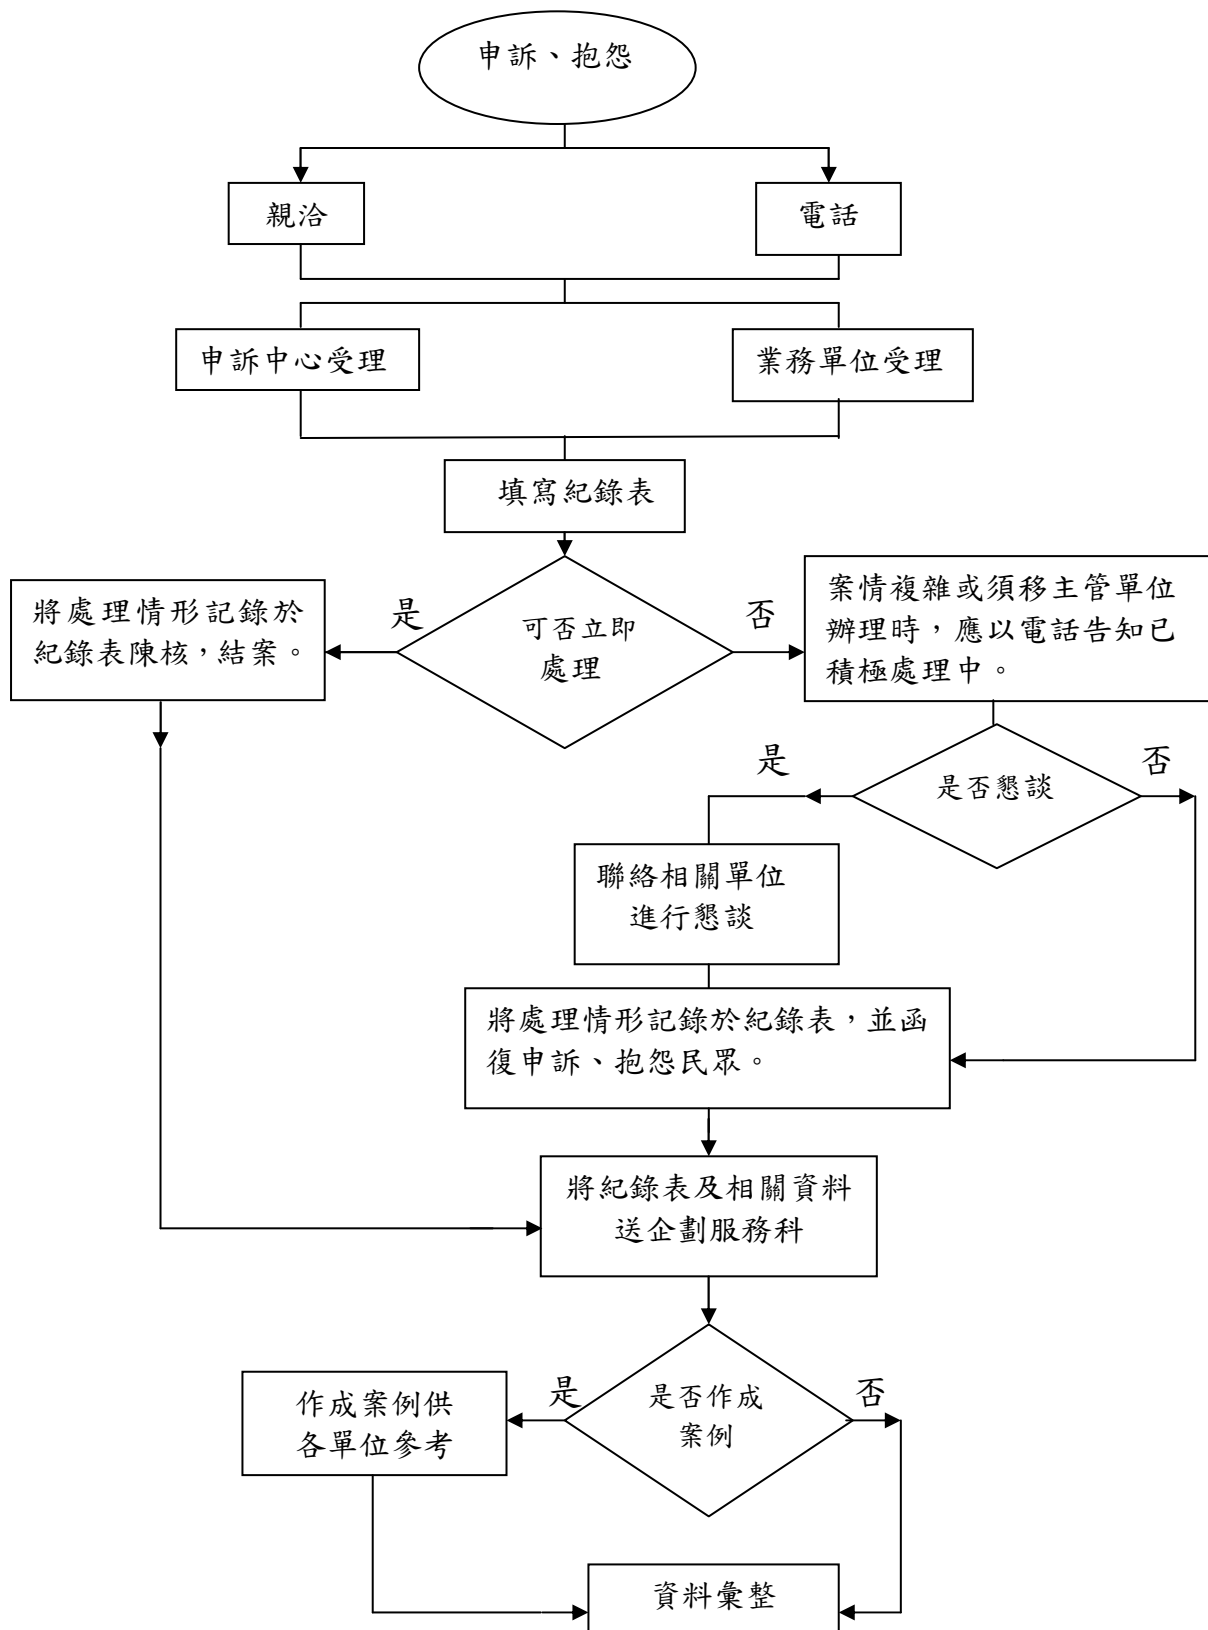 申訴、抱怨
親洽
電話
申訴中心受理
業務單位受理
填寫紀錄表
將處理情形記錄於
紀錄表陳核，結案。
是
可否立即
處理
否
案情複雜或須移主管單位
辦理時，應以電話告知已
積極處理中。
是
是否懇談
否
聯絡相關單位
進行懇談
將處理情形記錄於紀錄表，並函
復申訴、抱怨民眾。
將紀錄表及相關資料
送企劃服務科
作成案例供
各單位參考
是
是否作成
案例
否
資料彙整